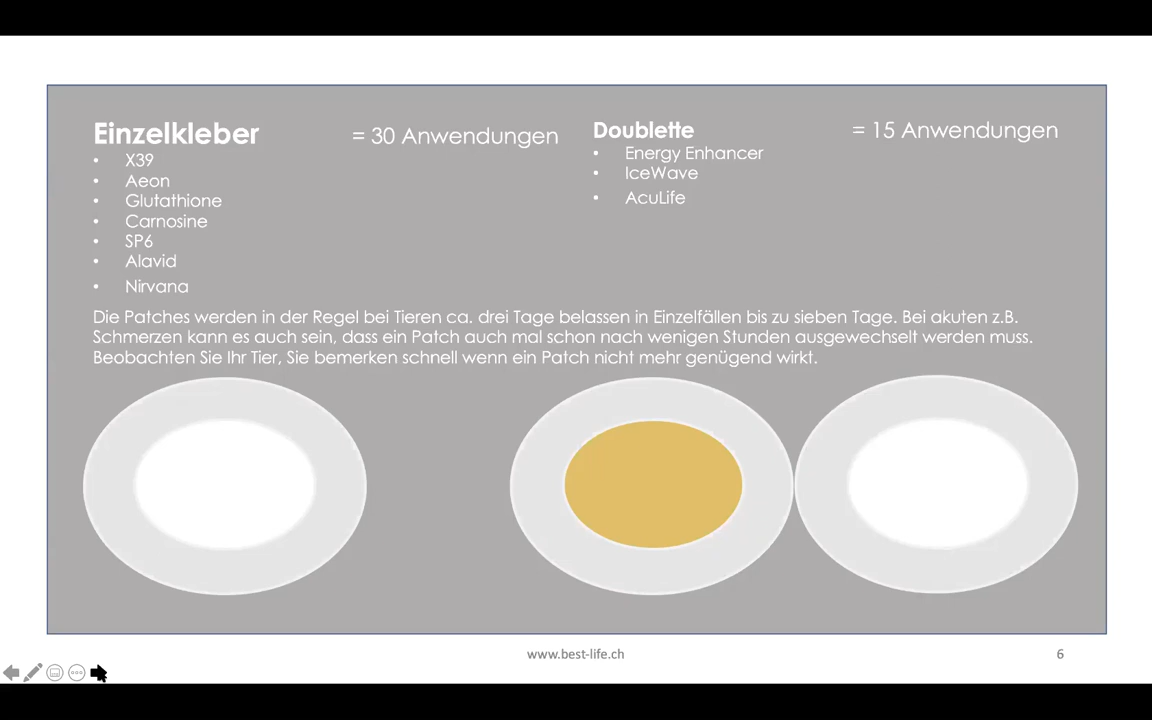 Einzelkleber = 30 Anwendungen
• X39
• Aeon
• Glutathione
• Carnosine
• SP6
• Alavid
• Nirvana
Doublette = 15 Anwendungen
• Energy Enhancer
• IceWave
• AcuLife
Die Patches werden in der Regel bei Tieren ca. drei Tage belassen in Einzelfällen bis zu sieben Tage. Bei akuten z.B.
Schmerzen kann es auch sein, dass ein Patch auch mal schon nach wenigen Stunden ausgewechselt werden muss.
Beobachten Sie Ihr Tier, Sie bemerken schnell wenn ein Patch nicht mehr genügend wirkt.
www.best-life.ch
6